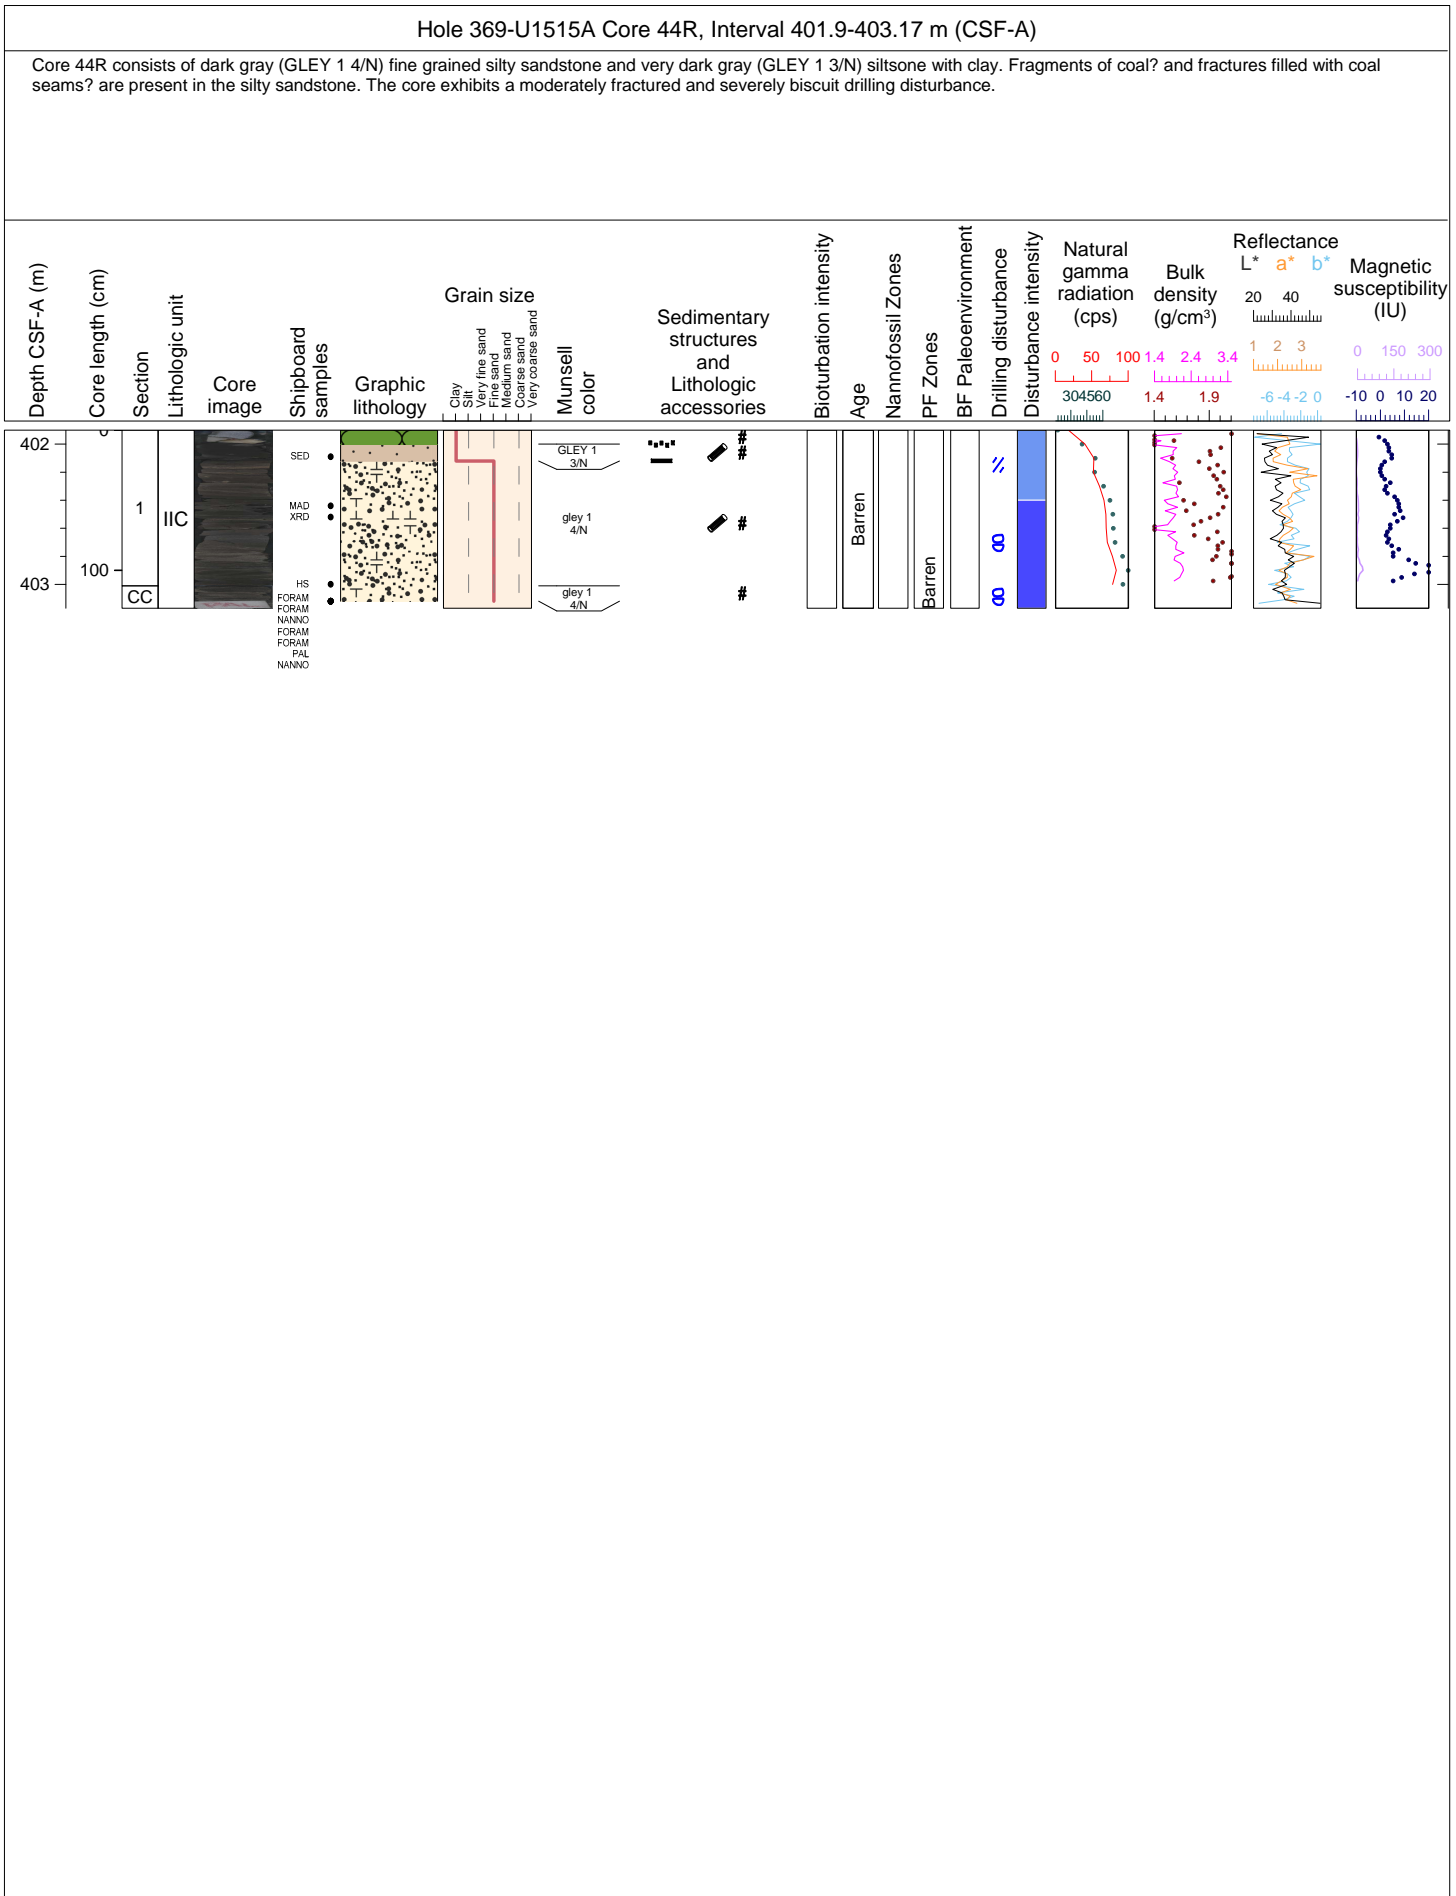 Hole 369-U1515A Core 44R, Interval 401.9-403.17 m (CSF-A)
Core 44R consists of dark gray (GLEY 1 4/N) fine grained silty sandstone and very dark gray (GLEY 1 3/N) siltsone with clay. Fragments of coal? and fractures filled with coal
seams? are present in the silty sandstone. The core exhibits a moderately fractured and severely biscuit drilling disturbance.
Depth CSF-A (m)
Core length (cm)
Section
Lithologic unit
Core
image
Shipboard
samples
Graphic
lithology
Grain size
Clay
Silt
Very fine sand
Fine sand
Medium sand
Coarse sand
Very coarse sand
Munsell
color
Sedimentary
structures
and
Lithologic
accessories
Bioturbation intensity
Age
Nannofossil Zones
PF Zones
BF Paleoenvironment
Drilling disturbance
Disturbance intensity
Natural
gamma
radiation
(cps)
0 50 100
30 45 60
Bulk
density
(g/cm³)
1.4 2.4 3.4
1.4 1.9
Reflectance
L* a* b*
20 40
1 2 3
-6 -4 -2 0
Magnetic
susceptibility
(IU)
0 150 300
-10 0 10 20
402
403
0
100
1
CC
IIC
SED
MAD
XRD
HS
FORAM
FORAM
NANNO
FORAM
FORAM
PAL
NANNO
GLEY 1
3/N
gley 1
4/N
gley 1
4/N
#
#
#
#
#
Barren
Barren